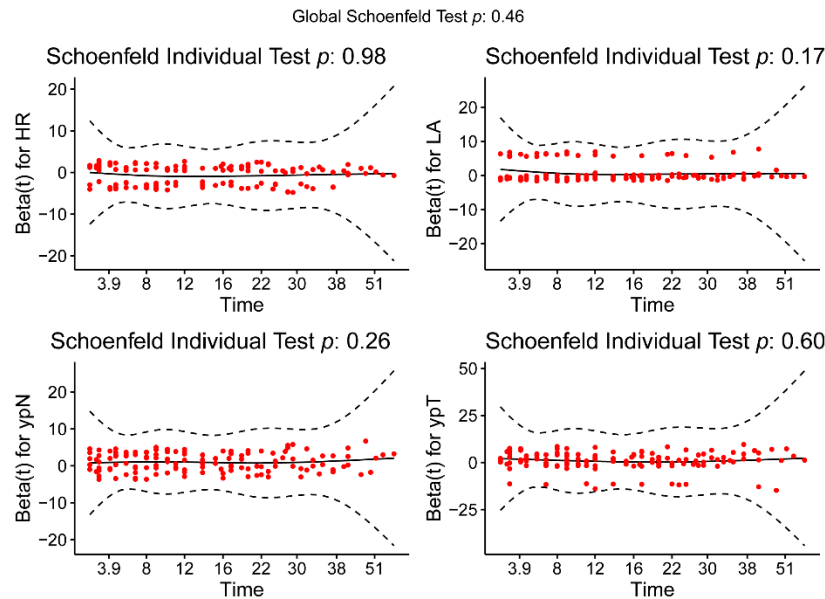 Global Schoenfeld Test p: 0.46
Schoenfeld Individual Test p: 0.98
Beta(t) for HR
20
10
0
−10
−20
3.9 8 12 16 22 30 38 51
Time
Schoenfeld Individual Test p: 0.17
Beta(t) for LA
20
10
0
−10
−20
3.9 8 12 16 22 30 38 51
Time
Schoenfeld Individual Test p: 0.26
Beta(t) for ypN
20
10
0
−10
−20
3.9 8 12 16 22 30 38 51
Time
Schoenfeld Individual Test p: 0.60
Beta(t) for ypT
50
25
0
−25
3.9 8 12 16 22 30 38 51
Time